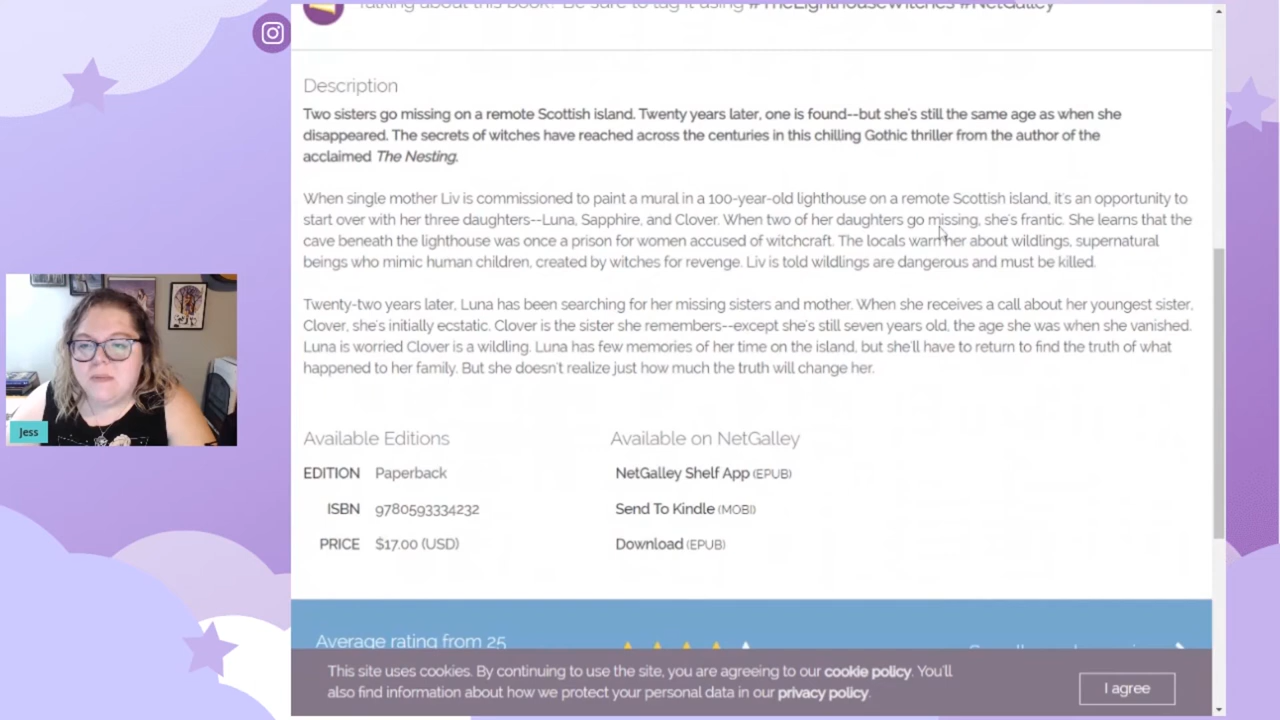 Talking about this book? Be sure to tag it using #TheLighthouseWitches #NetGalley
Description
Two sisters go missing on a remote Scottish island. Twenty years later, one is found--but she's still the same age as when she
disappeared. The secrets of witches have reached across the centuries in this chilling Gothic thriller from the author of the
acclaimed The Nesting.
When single mother Liv is commissioned to paint a mural in a 100-year-old lighthouse on a remote Scottish island, it's an opportunity to
start over with her three daughters--Luna, Sapphire, and Clover. When two of her daughters go missing, she's frantic. She learns that the
cave beneath the lighthouse was once a prison for women accused of witchcraft. The locals warn her about wildlings, supernatural
beings who mimic human children, created by witches for revenge. Liv is told wildlings are dangerous and must be killed.
Twenty-two years later, Luna has been searching for her missing sisters and mother. When she receives a call about her youngest sister,
Clover, she's initially ecstatic. Clover is the sister she remembers--except she's still seven years old, the age she was when she vanished.
Luna is worried Clover is a wildling. Luna has few memories of her time on the island, but she'll have to return to find the truth of what
happened to her family. But she doesn't realize just how much the truth will change her.
Jess
Available Editions
EDITION Paperback
ISBN 9780593334232
PRICE $17.00 (USD)
Available on NetGalley
NetGalley Shelf App (EPUB)
Send To Kindle (MOBI)
Download (EPUB)
Average rating from 25
This site uses cookies. By continuing to use the site, you are agreeing to our cookie policy. You'll
also find information about how we protect your personal data in our privacy policy.
I agree